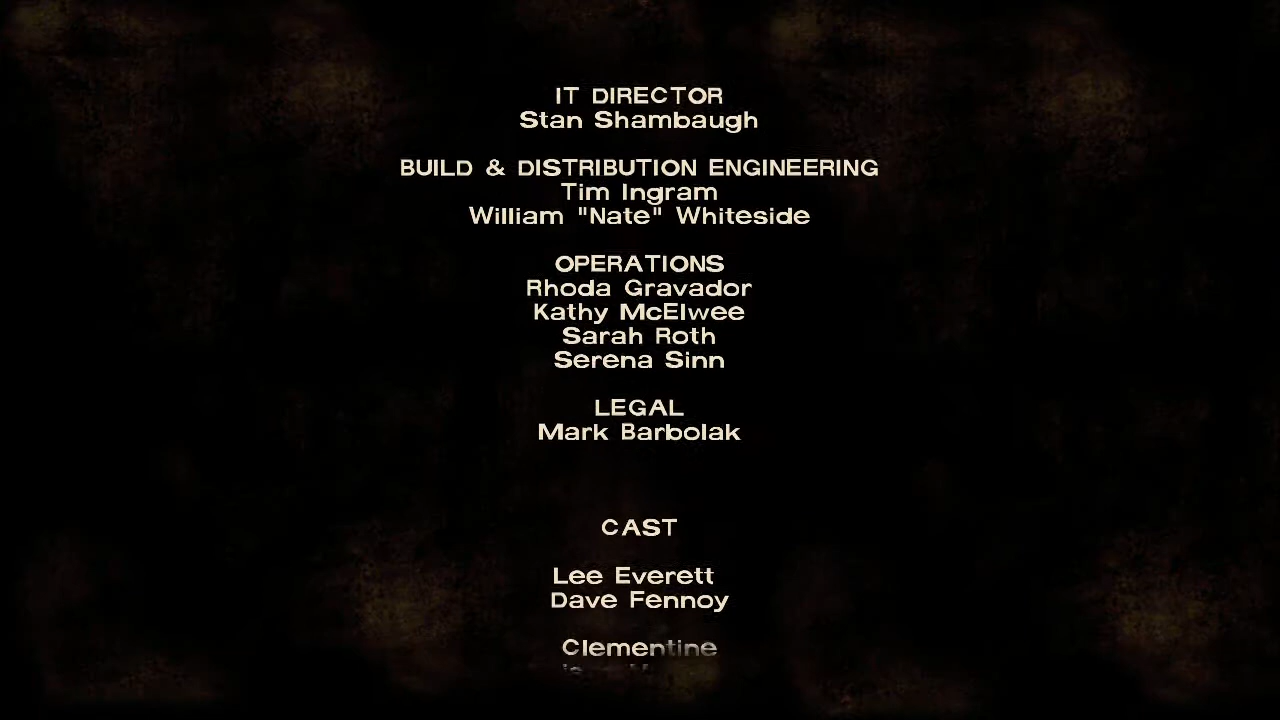 IT DIRECTOR
Stan Shambaugh
BUILD & DISTRIBUTION ENGINEERING
Tim Ingram
William "Nate" Whiteside
OPERATIONS
Rhoda Gravador
Kathy McElwee
Sarah Roth
Serena Sinn
LEGAL
Mark Barbolak
CAST
Lee Everett
Dave Fennoy
Clementine